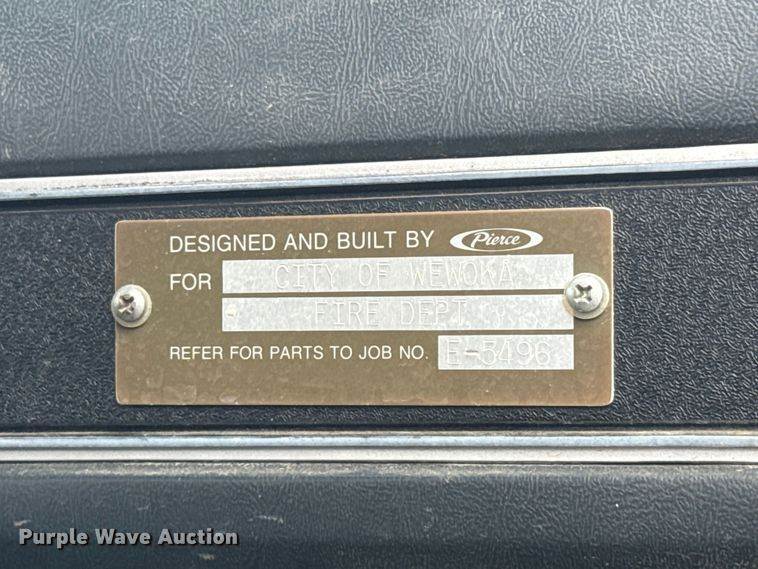 DESIGNED AND BUILT BY Pierce
FOR CITY OF WEWOKA
FIRE DEPT
REFER FOR PARTS TO JOB NO. E-5496
Purple Wave Auction